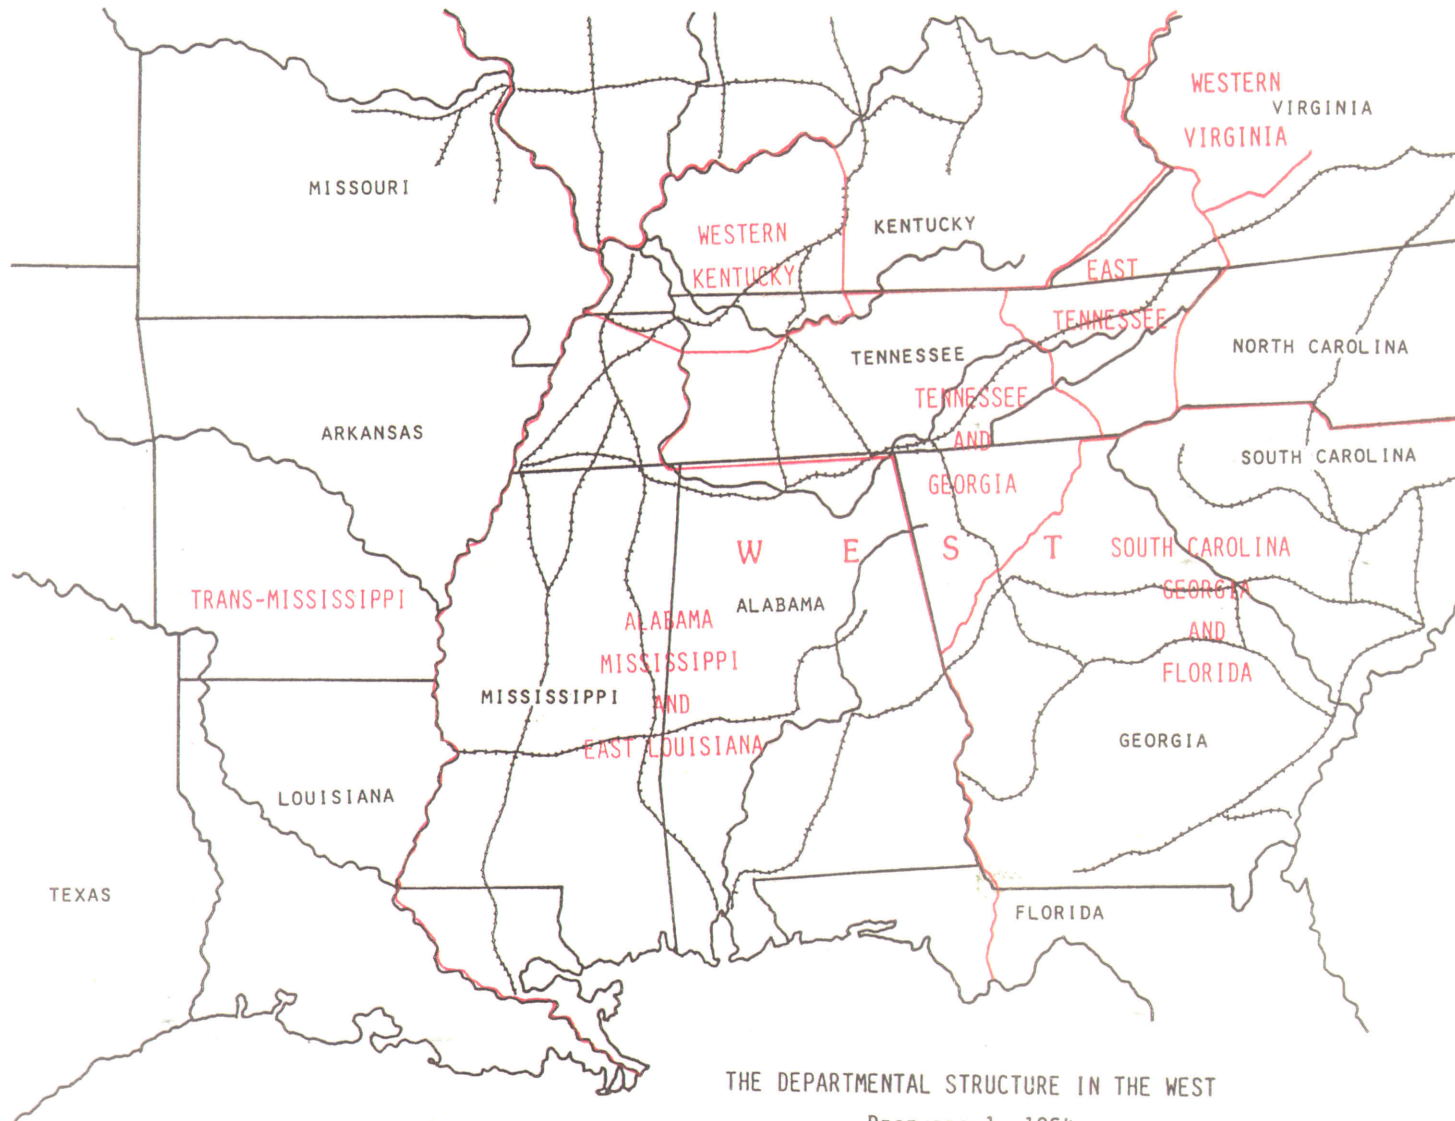 WESTERN
VIRGINIA
VIRGINIA
MISSOURI
WESTERN
KENTUCKY
KENTUCKY
EAST
TENNESSEE
TENNESSEE
NORTH CAROLINA
ARKANSAS
TENNESSEE
AND
GEORGIA
SOUTH CAROLINA
W E S T
SOUTH CAROLINA
GEORGIA
AND
FLORIDA
TRANS-MISSISSIPPI
ALABAMA
ALABAMA
MISSISSIPPI
AND
EAST LOUISIANA
MISSISSIPPI
GEORGIA
LOUISIANA
TEXAS
FLORIDA
THE DEPARTMENTAL STRUCTURE IN THE WEST